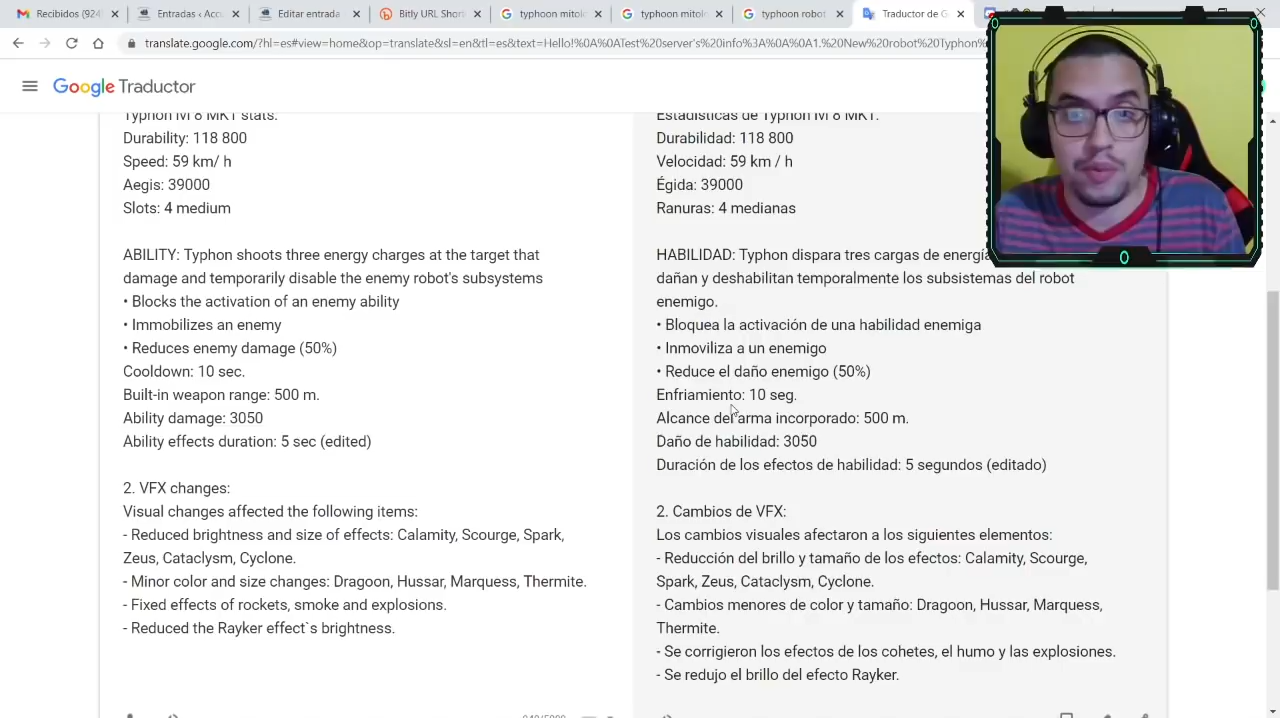 Recibidos (930)
typhoon mitol
typhoon mitol
typhoon
Traductor de G
translate.google.com/?hl=es#view=home&op=translate&sl=en&tl=es&text=Hello!%0A%0ATest%20server's%20info%3A%0A%0A1.%20New%20robot%20Typhon%
Google Traductor
Typhon lvl 8 MK1 stats:
Durability: 118 800
Speed: 59 km/ h
Aegis: 39000
Slots: 4 medium
ABILITY: Typhon shoots three energy charges at the target that
damage and temporarily disable the enemy robot's subsystems
• Blocks the activation of an enemy ability
• Immobilizes an enemy
• Reduces enemy damage (50%)
Cooldown: 10 sec.
Built-in weapon range: 500 m.
Ability damage: 3050
Ability effects duration: 5 sec (edited)
2. VFX changes:
Visual changes affected the following items:
- Reduced brightness and size of effects: Calamity, Scourge, Spark,
Zeus, Cataclysm, Cyclone.
- Minor color and size changes: Dragoon, Hussar, Marquess, Thermite.
- Fixed effects of rockets, smoke and explosions.
- Reduced the Rayker effect`s brightness.
Estadísticas de Typhon lvl 8 MK1:
Durabilidad: 118 800
Velocidad: 59 km / h
Égida: 39000
Ranuras: 4 medianas
HABILIDAD: Typhon dispara tres cargas de energía
dañan y deshabilitan temporalmente los subsistemas del robot
enemigo.
• Bloquea la activación de una habilidad enemiga
• Inmoviliza a un enemigo
• Reduce el daño enemigo (50%)
Enfriamiento: 10 seg.
Alcance del arma incorporado: 500 m.
Daño de habilidad: 3050
Duración de los efectos de habilidad: 5 segundos (editado)
2. Cambios de VFX:
Los cambios visuales afectaron a los siguientes elementos:
- Reducción del brillo y tamaño de los efectos: Calamity, Scourge,
Spark, Zeus, Cataclysm, Cyclone.
- Cambios menores de color y tamaño: Dragoon, Hussar, Marquess,
Thermite.
- Se corrigieron los efectos de los cohetes, el humo y las explosiones.
- Se redujo el brillo del efecto Rayker.
0